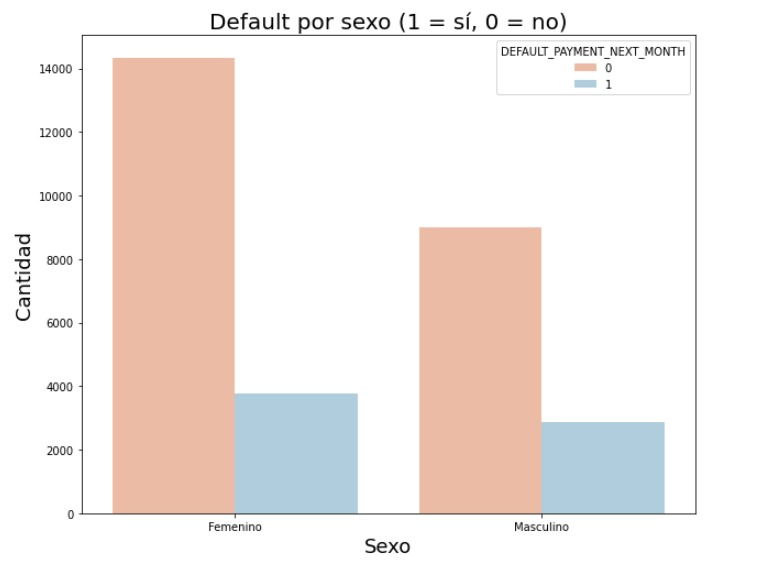 Default por sexo (1 = sí, 0 = no)
DEFAULT_PAYMENT_NEXT_MONTH
0
1
14000
12000
10000
8000
6000
4000
2000
0
Cantidad
Femenino
Masculino
Sexo